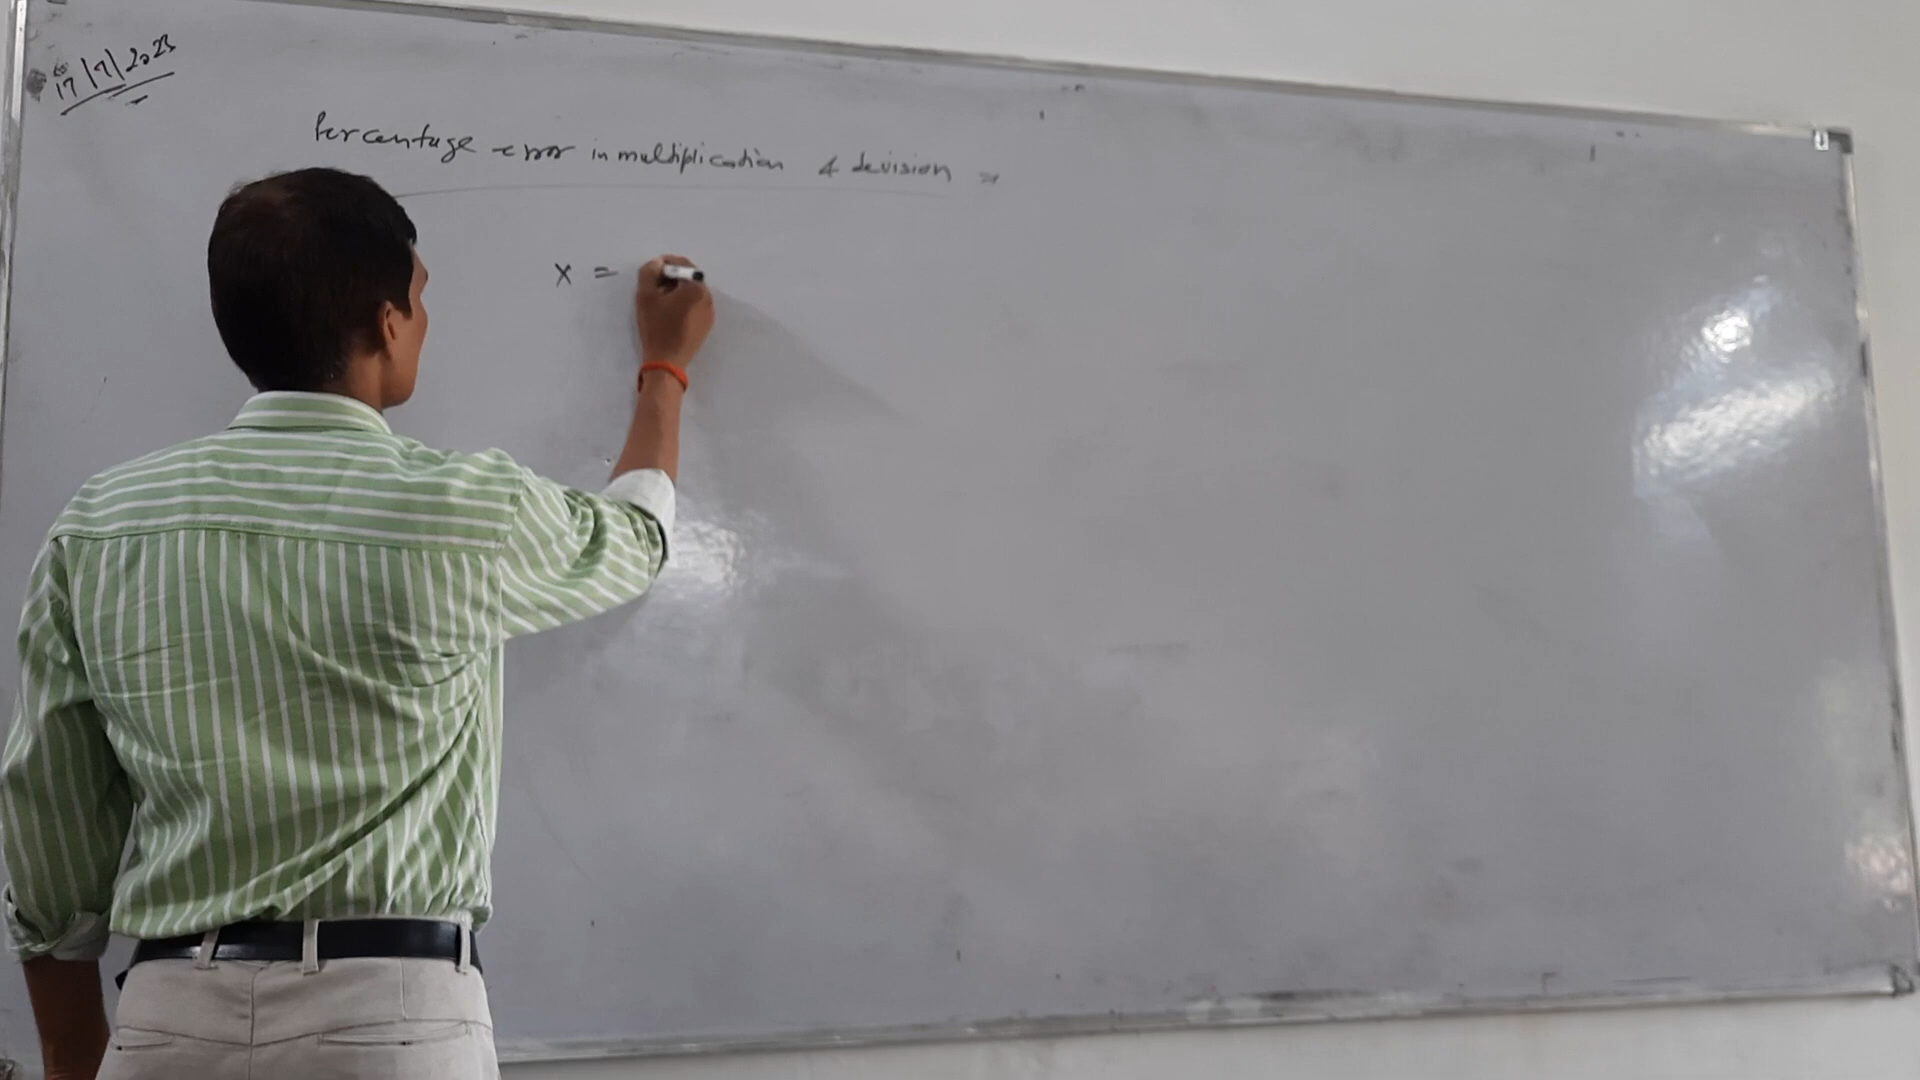 17/7/2023
Percentage error in multiplication & devision =
x =